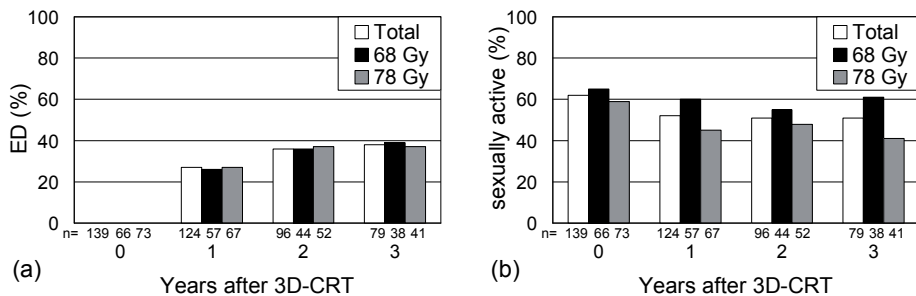 100
80
60
40
20
0
ED (%)
Total
68 Gy
78 Gy
n= 139 66 73 124 57 67 96 44 52 79 38 41
0 1 2 3
(a)
Years after 3D-CRT
100
80
60
40
20
0
sexually active (%)
Total
68 Gy
78 Gy
n= 139 66 73 124 57 67 96 44 52 79 38 41
0 1 2 3
(b)
Years after 3D-CRT